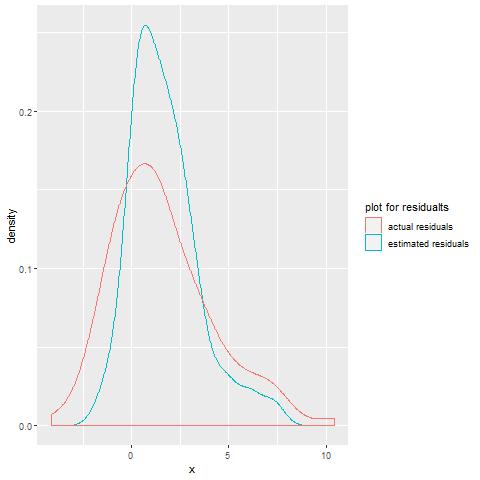 0.2
0.1
0.0
density
0
5
10
x
plot for residualts
actual residuals
estimated residuals